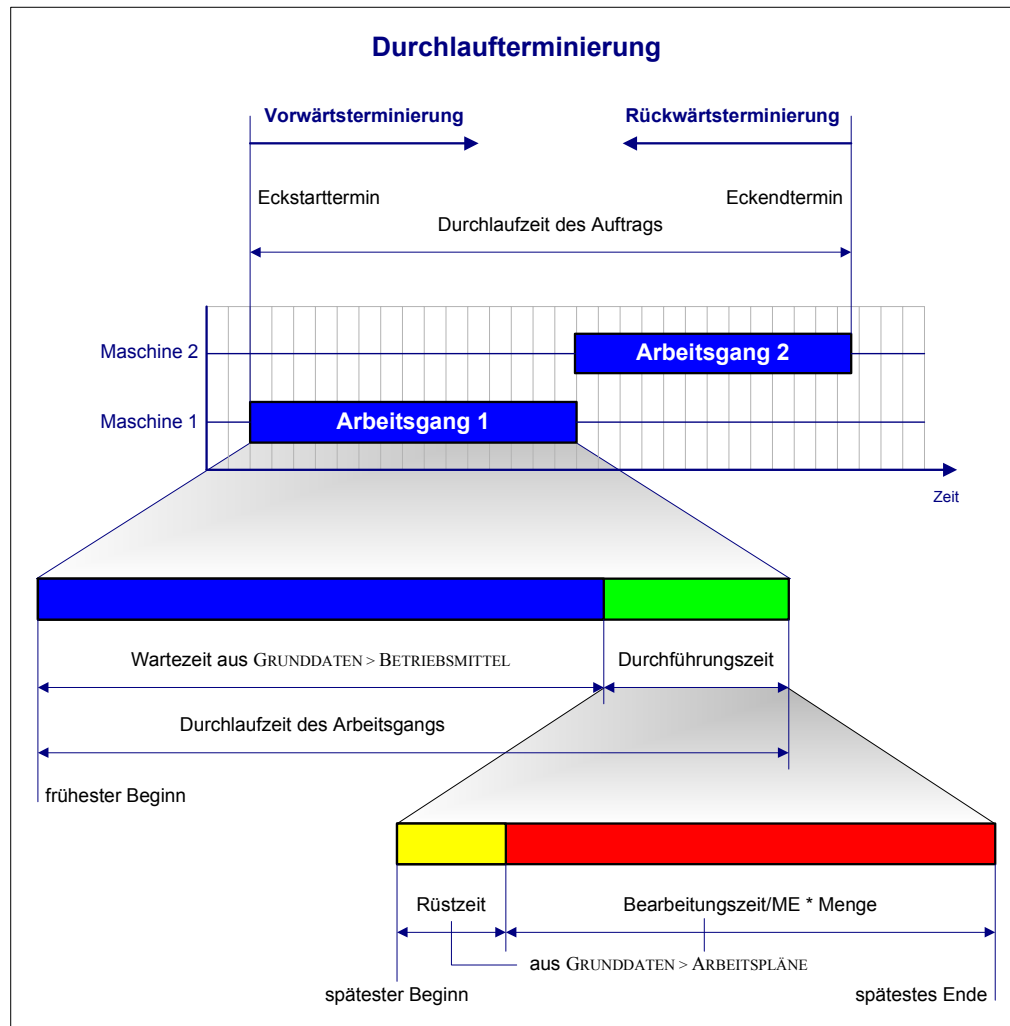 Durchlaufterminierung
Vorwärtsterminierung
Rückwärtsterminierung
Eckstarttermin
Eckendtermin
Durchlaufzeit des Auftrags
Maschine 2
Arbeitsgang 2
Maschine 1
Arbeitsgang 1
Zeit
Wartezeit aus GRUNDDATEN > BETRIEBSMITTEL
Durchführungszeit
Durchlaufzeit des Arbeitsgangs
frühester Beginn
Rüstzeit
Bearbeitungszeit/ME * Menge
aus GRUNDDATEN > ARBEITSPLÄNE
spätester Beginn
spätestes Ende